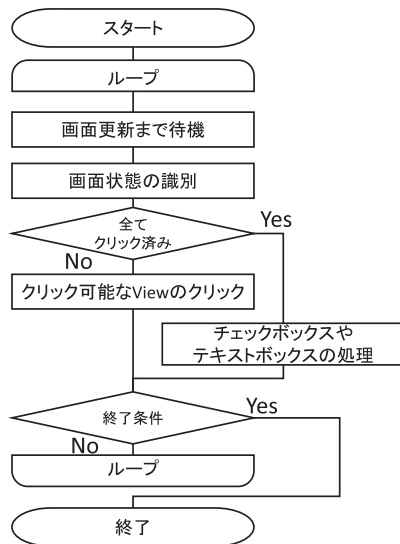 スタート
ループ
画面更新まで待機
画面状態の識別
全て
クリック済み
Yes
No
クリック可能なViewのクリック
チェックボックスや
テキストボックスの処理
終了条件
Yes
No
ループ
終了